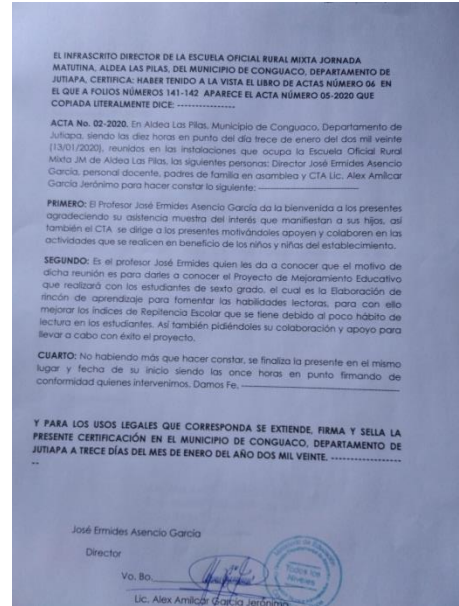 EL INFRASCRITO DIRECTOR DE LA ESCUELA OFICIAL RURAL MIXTA JORNADA
MATUTINA, ALDEA LAS PILAS, DEL MUNICIPIO DE CONGUACO, DEPARTAMENTO DE
JUTIAPA, CERTIFICA: HABER TENIDO A LA VISTA EL LIBRO DE ACTAS NÚMERO 06 EN
EL QUE A FOLIOS NÚMEROS 141-142 APARECE EL ACTA NÚMERO 05-2020 QUE
COPIADA LITERALMENTE DICE: ----------------
ACTA No. 02-2020. En Aldea Las Pilas, Municipio de Conguaco, Departamento de
Jutiapa, siendo las diez horas en punto del día trece de enero del dos mil veinte
(13/01/2020), reunidos en las instalaciones que ocupa la Escuela Oficial Rural
Mixta JM de Aldea Las Pilas, las siguientes personas: Director José Ermides Asencio
García, personal docente, padres de familia en asamblea y CTA Lic. Alex Amílcar
García Jerónimo para hacer constar lo siguiente: ————————
PRIMERO: El Profesor José Ermides Asencio García da la bienvenida a los presentes
agradeciendo su asistencia muestra del interés que manifiestan a sus hijos, así
también el CTA se dirige a los presentes motivándoles apoyen y colaboren en las
actividades que se realicen en beneficio de los niños y niñas del establecimiento.
SEGUNDO: Es el profesor José Ermides quien les da a conocer que el motivo de
dicha reunión es para darles a conocer el Proyecto de Mejoramiento Educativo
que realizará con los estudiantes de sexto grado, el cual es la Elaboración de
rincón de aprendizaje para fomentar las habilidades lectoras, para con ello
mejorar los índices de Repitencia Escolar que se tiene debido al poco hábito de
lectura en los estudiantes. Así también pidiéndoles su colaboración y apoyo para
llevar a cabo con éxito el proyecto.
CUARTO: No habiendo más que hacer constar, se finaliza la presente en el mismo
lugar y fecha de su inicio siendo las once horas en punto firmando de
conformidad quienes intervenimos. Damos Fe. ————————
Y PARA LOS USOS LEGALES QUE CORRESPONDA SE EXTIENDE, FIRMA Y SELLA LA
PRESENTE CERTIFICACIÓN EN EL MUNICIPIO DE CONGUACO, DEPARTAMENTO DE
JUTIAPA A TRECE DÍAS DEL MES DE ENERO DEL AÑO DOS MIL VEINTE. -------------------
--
José Ermides Asencio García
Director
Vo. Bo.
Lic. Alex Amílcar García Jerónimo